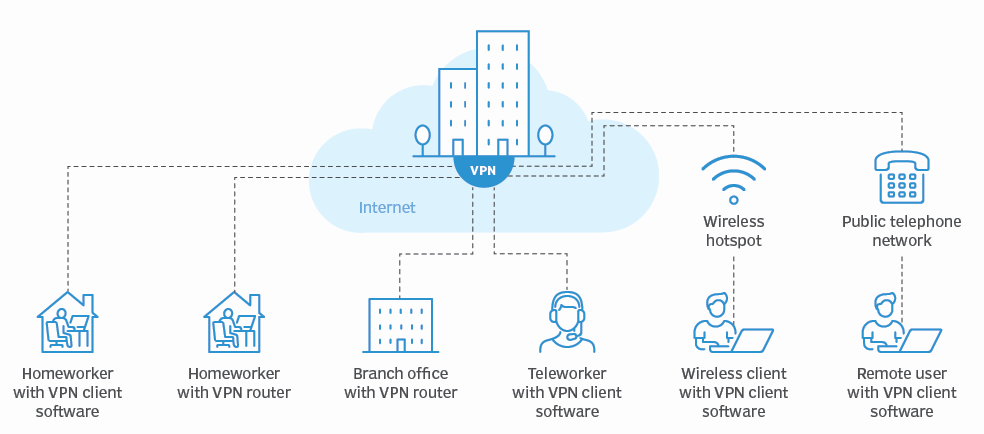 VPN
Internet
Wireless
hotspot
Public telephone
network
Homeworker
with VPN client
software
Homeworker
with VPN router
Branch office
with VPN router
Teleworker
with VPN client
software
Wireless client
with VPN client
software
Remote user
with VPN client
software